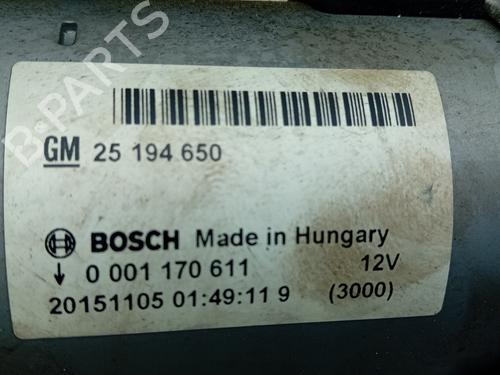 B-PARTS
GM 25 194 650
BOSCH Made in Hungary
0 001 170 611 12V
20151105 01:49:11 9 (3000)